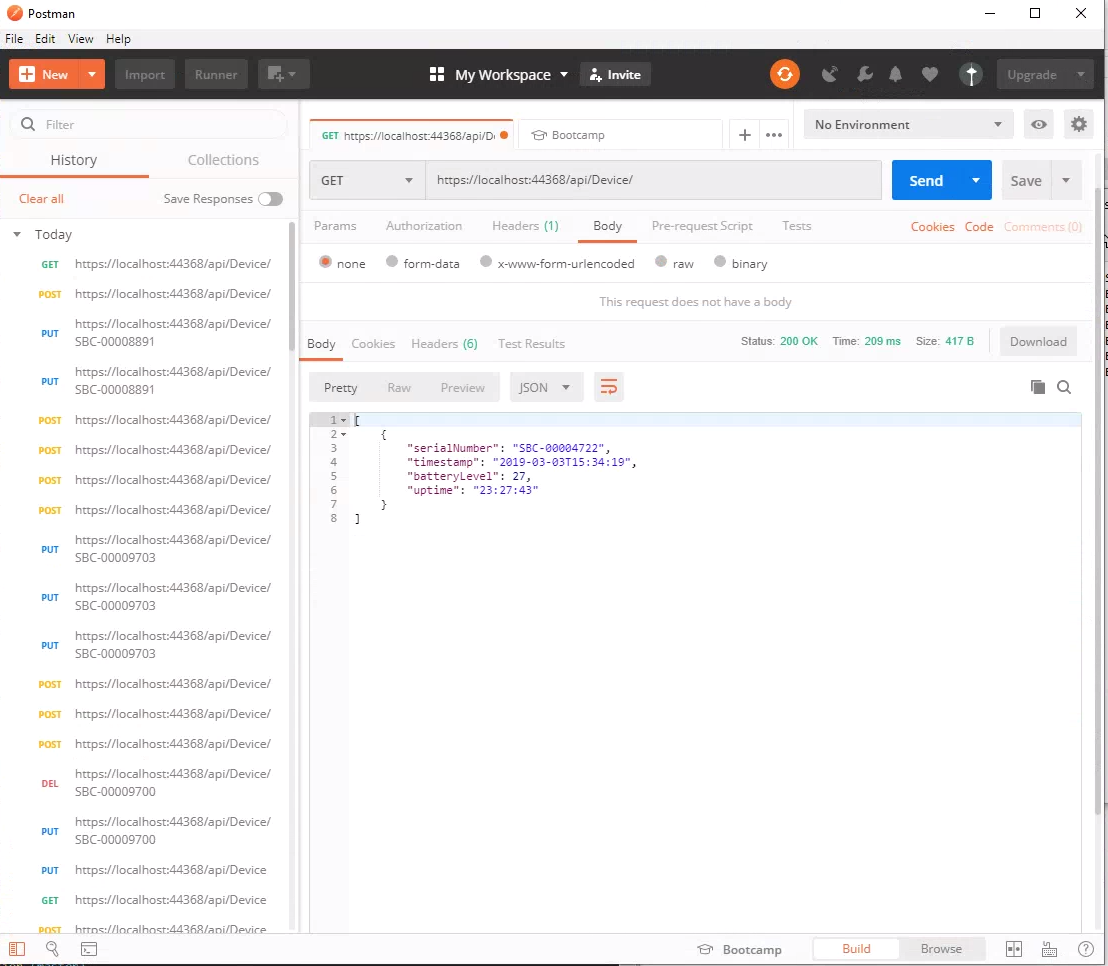 Postman
File Edit View Help
New Import Runner My Workspace Invite Upgrade
Filter
History Collections
Clear all Save Responses
Today
GET https://localhost:44368/api/Device/
POST https://localhost:44368/api/Device/
PUT https://localhost:44368/api/Device/
SBC-00008891
PUT https://localhost:44368/api/Device/
SBC-00008891
POST https://localhost:44368/api/Device/
POST https://localhost:44368/api/Device/
POST https://localhost:44368/api/Device/
POST https://localhost:44368/api/Device/
PUT https://localhost:44368/api/Device/
SBC-00009703
PUT https://localhost:44368/api/Device/
SBC-00009703
PUT https://localhost:44368/api/Device/
SBC-00009703
POST https://localhost:44368/api/Device/
POST https://localhost:44368/api/Device/
POST https://localhost:44368/api/Device/
DEL https://localhost:44368/api/Device/
SBC-00009700
PUT https://localhost:44368/api/Device/
SBC-00009700
PUT https://localhost:44368/api/Device
GET https://localhost:44368/api/Device
POST https://localhost:44368/api/Device
GET https://localhost:44368/api/D Bootcamp No Environment
GET https://localhost:44368/api/Device/ Send Save
Params Authorization Headers (1) Body Pre-request Script Tests Cookies Code Comments (0)
none form-data x-www-form-urlencoded raw binary
This request does not have a body
Body Cookies Headers (6) Test Results Status: 200 OK Time: 209 ms Size: 417 B Download
Pretty Raw Preview JSON
1 [
2 {
3 "serialNumber": "SBC-00004722",
4 "timestamp": "2019-03-03T15:34:19",
5 "batteryLevel": 27,
6 "uptime": "23:27:43"
7 }
8 ]
Bootcamp Build Browse